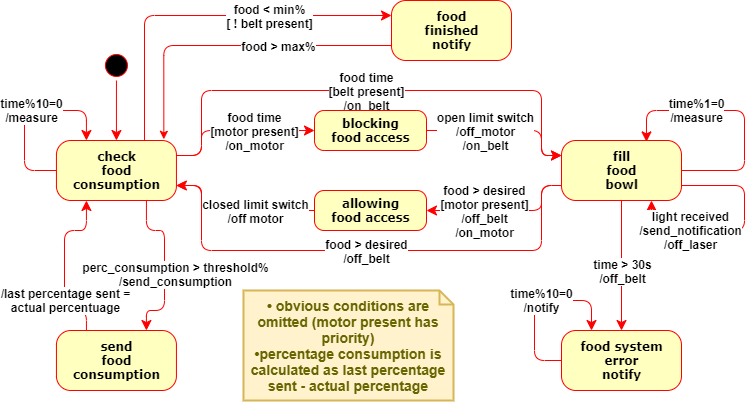 food < min%
[ ! belt present]
food
finished
notify
food > max%
food time
[belt present]
/on_belt
time%10=0
/measure
food time
[motor present]
/on_motor
blocking
food access
open limit switch
/off_motor
/on_belt
time%1=0
/measure
check
food
consumption
fill
food
bowl
closed limit switch
/off motor
allowing
food access
food > desired
[motor present]
/off_belt
/on_motor
light received
/send_notification
/off_laser
food > desired
/off_belt
perc_consumption > threshold%
/send_consumption
time > 30s
/off_belt
/last percentage sent =
actual percentuage
time%10=0
/notify
• obvious conditions are
omitted (motor present has
priority)
•percentage consumption is
calculated as last percentage
sent - actual percentage
send
food
consumption
food system
error
notify